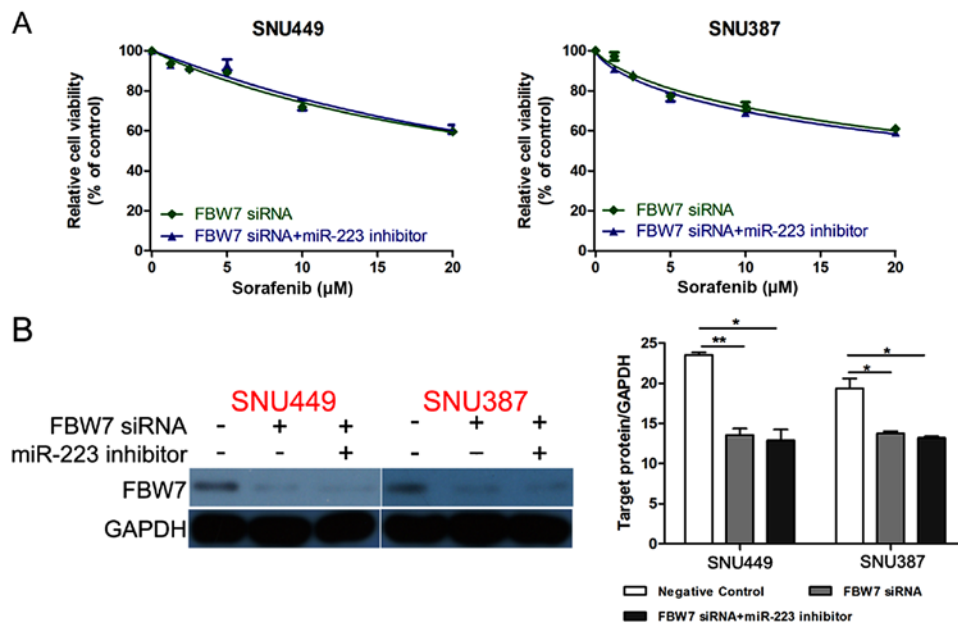 A
SNU449
Relative cell viability
(% of control)
100
80
60
40
20
0
FBW7 siRNA
FBW7 siRNA+miR-223 inhibitor
0 5 10 15 20
Sorafenib (µM)
SNU387
Relative cell viability
(% of control)
100
80
60
40
20
0
FBW7 siRNA
FBW7 siRNA+miR-223 inhibitor
0 5 10 15 20
Sorafenib (µM)
B
SNU449 SNU387
FBW7 siRNA - + + - + +
miR-223 inhibitor - - + - - +
FBW7
GAPDH
Target protein/GAPDH
25
20
15
10
5
0
*
**
*
*
SNU449 SNU387
Negative Control FBW7 siRNA
FBW7 siRNA+miR-223 inhibitor